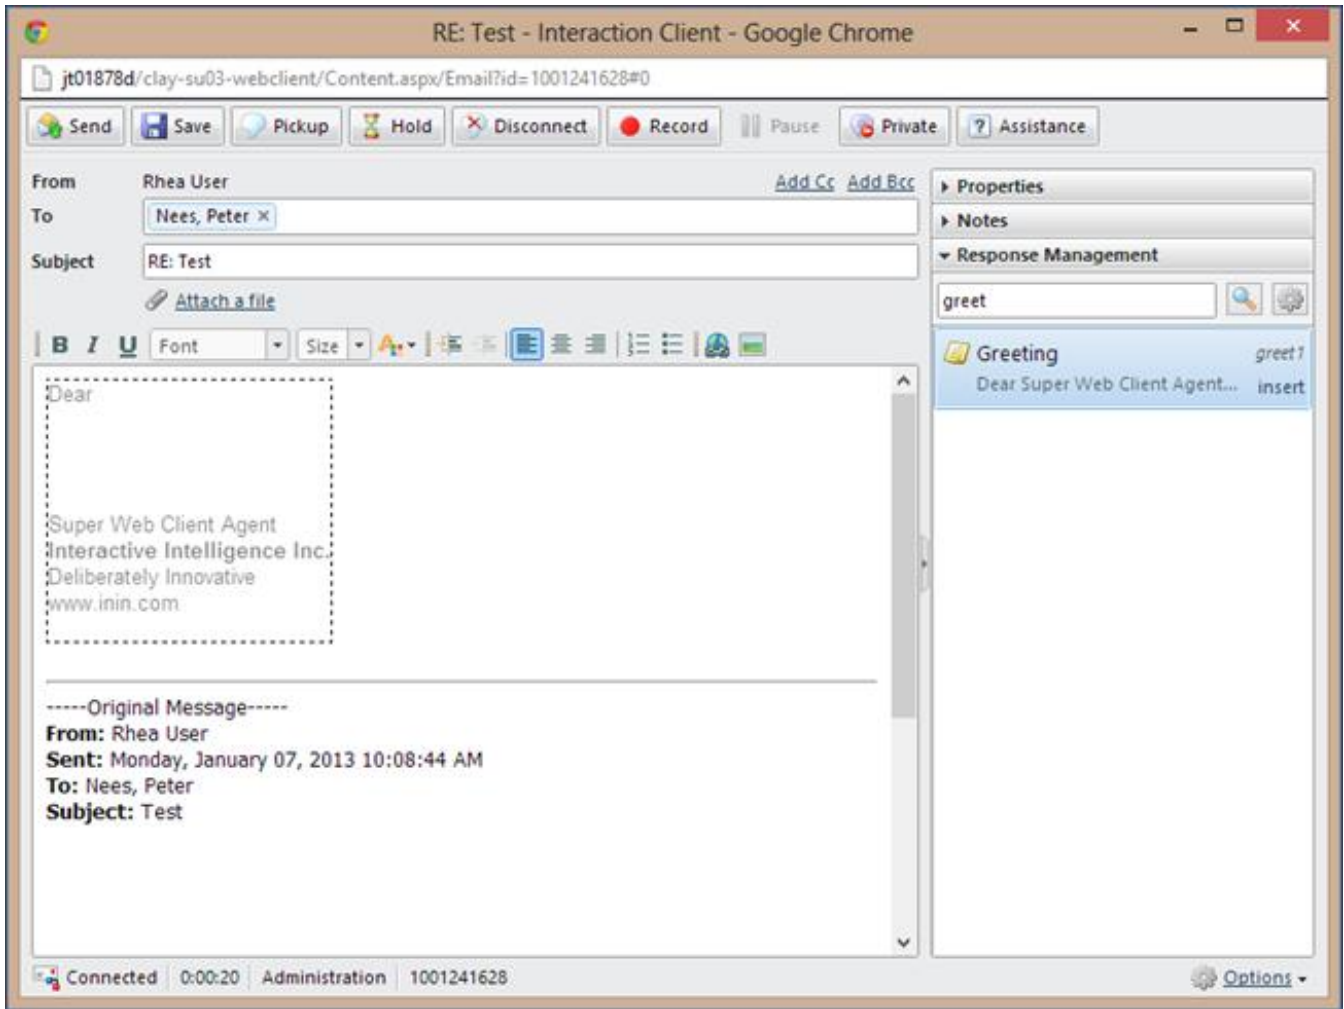 RE: Test - Interaction Client - Google Chrome
jt01878d/clay-su03-webclient/Content.aspx/Email?id=1001241628#0
Send Save Pickup Hold Disconnect Record Pause Private ? Assistance
From Rhea User Add Cc Add Bcc
To Nees, Peter ×
Subject RE: Test
Attach a file
B I U Font Size A
Dear
Super Web Client Agent
Interactive Intelligence Inc.
Deliberately Innovative
www.inin.com
-----Original Message-----
From: Rhea User
Sent: Monday, January 07, 2013 10:08:44 AM
To: Nees, Peter
Subject: Test
Properties
Notes
Response Management
greet
Greeting greet1
Dear Super Web Client Agent... insert
Connected 0:00:20 Administration 1001241628 Options